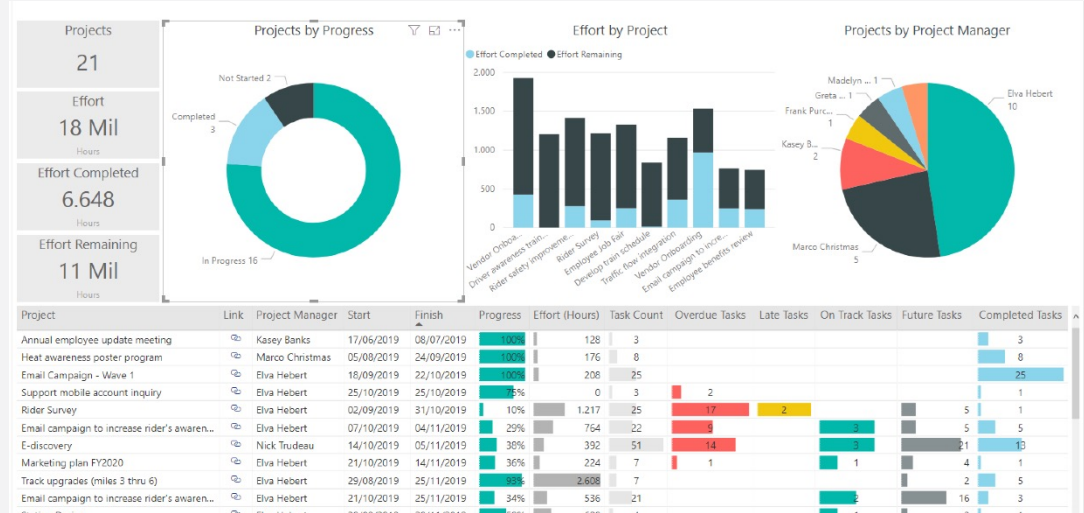 Projects
21
Effort
18 Mil
Hours
Effort Completed
6.648
Hours
Effort Remaining
11 Mil
Hours
Projects by Progress
Not Started 2
Completed
3
In Progress 16
Effort by Project
Effort Completed Effort Remaining
2.000
1.500
1.000
500
0
Vendor Onboa...
Driver awareness train...
Rider safety improveme...
Rider Survey
Employee Job Fair
Develop train schedule
Traffic flow integration
Vendor Onboarding
Email campaign to incre...
Employee benefits review
Projects by Project Manager
Madelyn ... 1
Greta ... 1
Frank Purc...
1
Kasey B...
2
Marco Christmas
5
Elva Hebert
10
Project Link Project Manager Start Finish Progress Effort (Hours) Task Count Overdue Tasks Late Tasks On Track Tasks Future Tasks Completed Tasks
Annual employee update meeting Kasey Banks 17/06/2019 08/07/2019 100% 128 3 3
Heat awareness poster program Marco Christmas 05/08/2019 24/09/2019 100% 176 8 8
Email Campaign - Wave 1 Elva Hebert 18/09/2019 22/10/2019 100% 208 25 25
Support mobile account inquiry Elva Hebert 25/10/2019 25/10/2019 75% 0 3 2 1
Rider Survey Elva Hebert 02/09/2019 31/10/2019 10% 1.217 25 17 2 5 1
Email campaign to increase rider's awaren... Elva Hebert 07/10/2019 04/11/2019 29% 764 22 9 3 5 5
E-discovery Nick Trudeau 14/10/2019 05/11/2019 38% 392 51 14 3 21 13
Marketing plan FY2020 Elva Hebert 21/10/2019 14/11/2019 36% 224 7 1 1 4 1
Track upgrades (miles 3 thru 6) Elva Hebert 29/08/2019 25/11/2019 93% 2.608 7 2 5
Email campaign to increase rider's awaren... Elva Hebert 21/10/2019 25/11/2019 34% 536 21 2 16 3